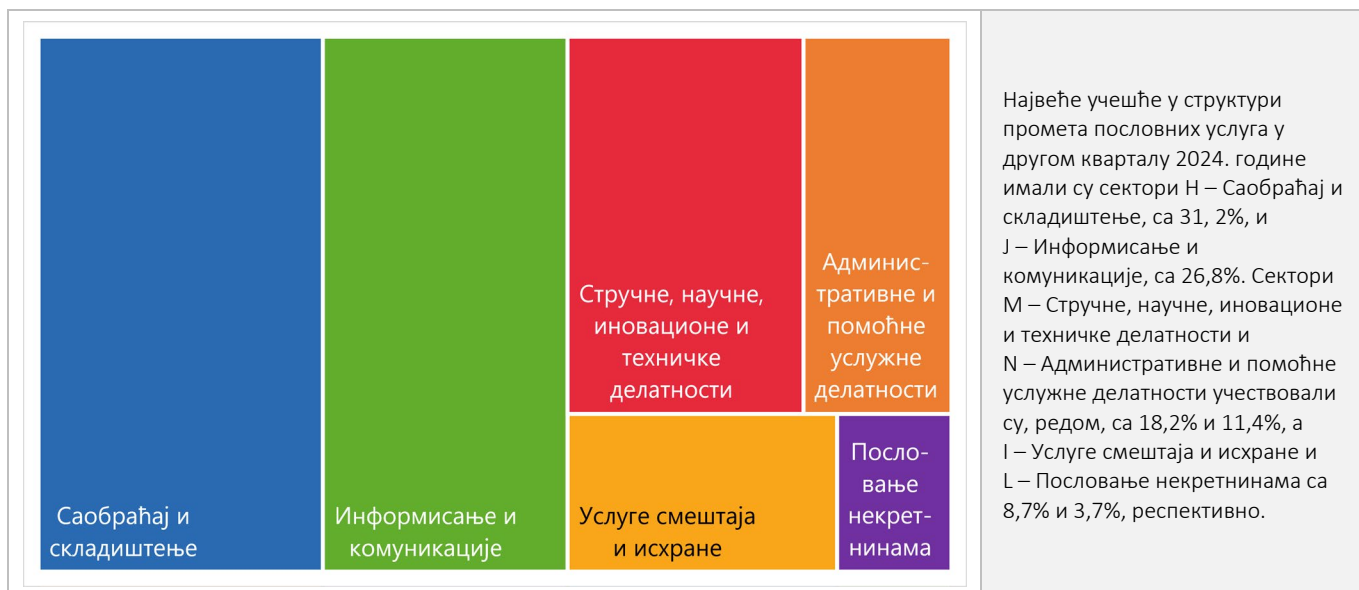 Саобраћај и
складиштење
Информисање и
комуникације
Стручне, научне,
иновационе и
техничке
делатности
Админис-
тративне и
помоћне
услужне
делатности
Услуге смештаја
и исхране
Посло-
вање
некрет-
нинама
Највеће учешће у структури
промета пословних услуга у
другом кварталу 2024. године
имали су сектори H – Саобраћај и
складиштење, са 31, 2%, и
J – Информисање и
комуникације, са 26,8%. Сектори
M – Стручне, научне, иновационе
и техничке делатности и
N – Административне и помоћне
услужне делатности учествовали
су, редом, са 18,2% и 11,4%, а
I – Услуге смештаја и исхране и
L – Пословање некретнинама са
8,7% и 3,7%, респективно.